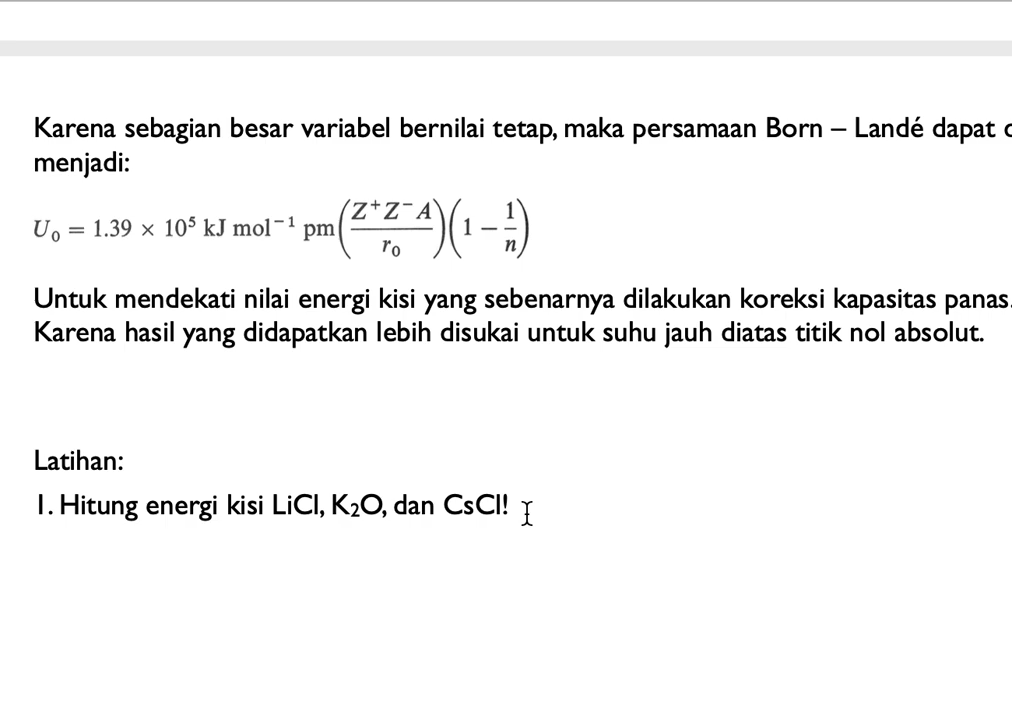 Karena sebagian besar variabel bernilai tetap, maka persamaan Born – Landé dapat
menjadi:
U₀ = 1.39 × 10⁵ kJ mol⁻¹ pm(Z⁺Z⁻A/r₀)(1 − 1/n)
Untuk mendekati nilai energi kisi yang sebenarnya dilakukan koreksi kapasitas panas.
Karena hasil yang didapatkan lebih disukai untuk suhu jauh diatas titik nol absolut.
Latihan:
1. Hitung energi kisi LiCl, K₂O, dan CsCl!